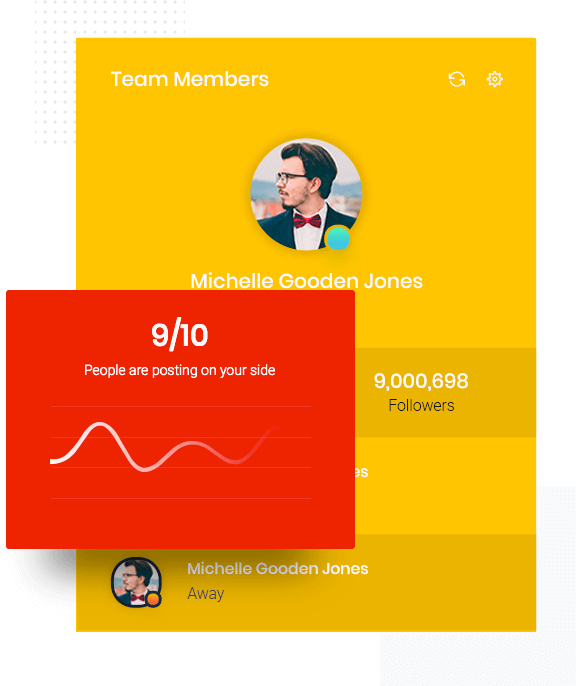 Team Members
Michelle Gooden Jones
9/10
People are posting on your side
9,000,698
Followers
Michelle Gooden Jones
Away